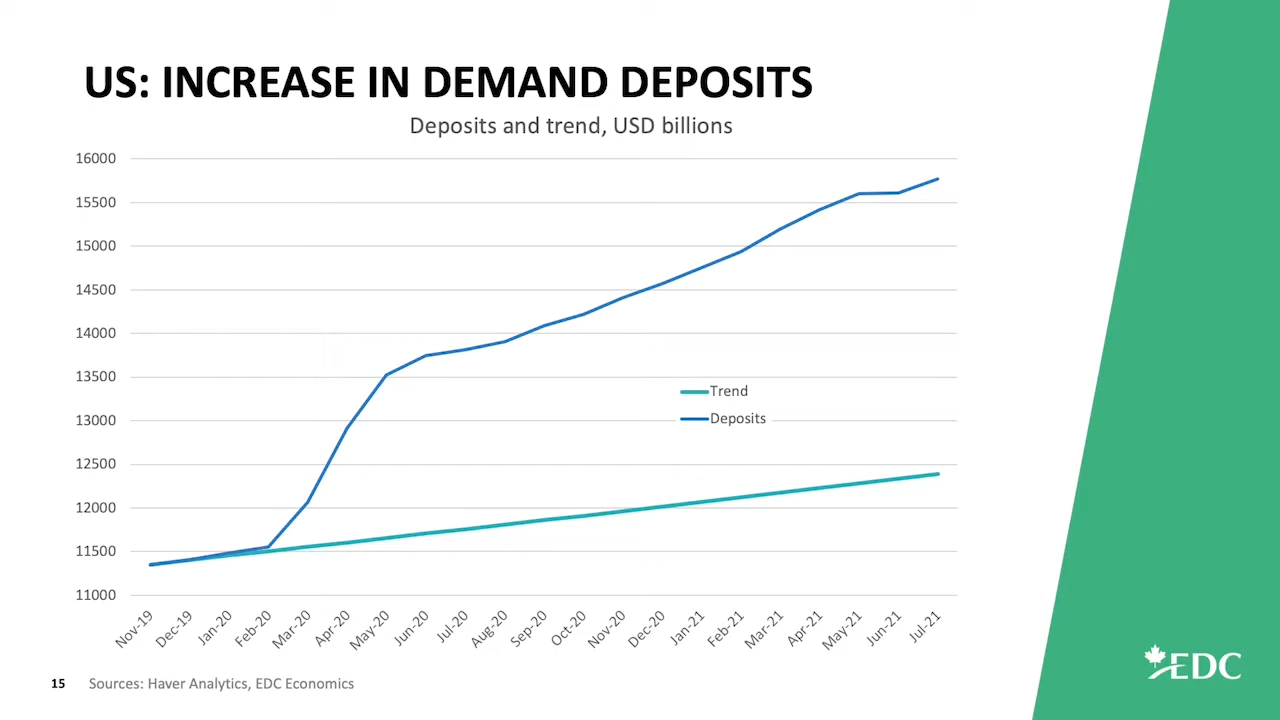 US: INCREASE IN DEMAND DEPOSITS
Deposits and trend, USD billions
16000
15500
15000
14500
14000
13500
13000
12500
12000
11500
11000
Trend
Deposits
Nov-19
Dec-19
Jan-20
Feb-20
Mar-20
Apr-20
May-20
Jun-20
Jul-20
Aug-20
Sep-20
Oct-20
Nov-20
Dec-20
Jan-21
Feb-21
Mar-21
Apr-21
May-21
Jun-21
Jul-21
EDC
15
Sources: Haver Analytics, EDC Economics